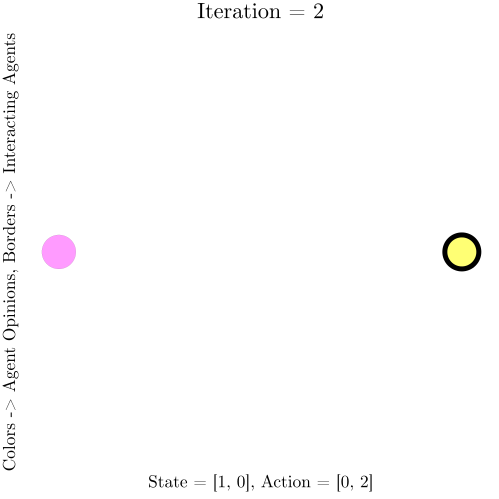 Iteration = 2
Colors -> Agent Opinions, Borders -> Interacting Agents
State = [1, 0], Action = [0, 2]